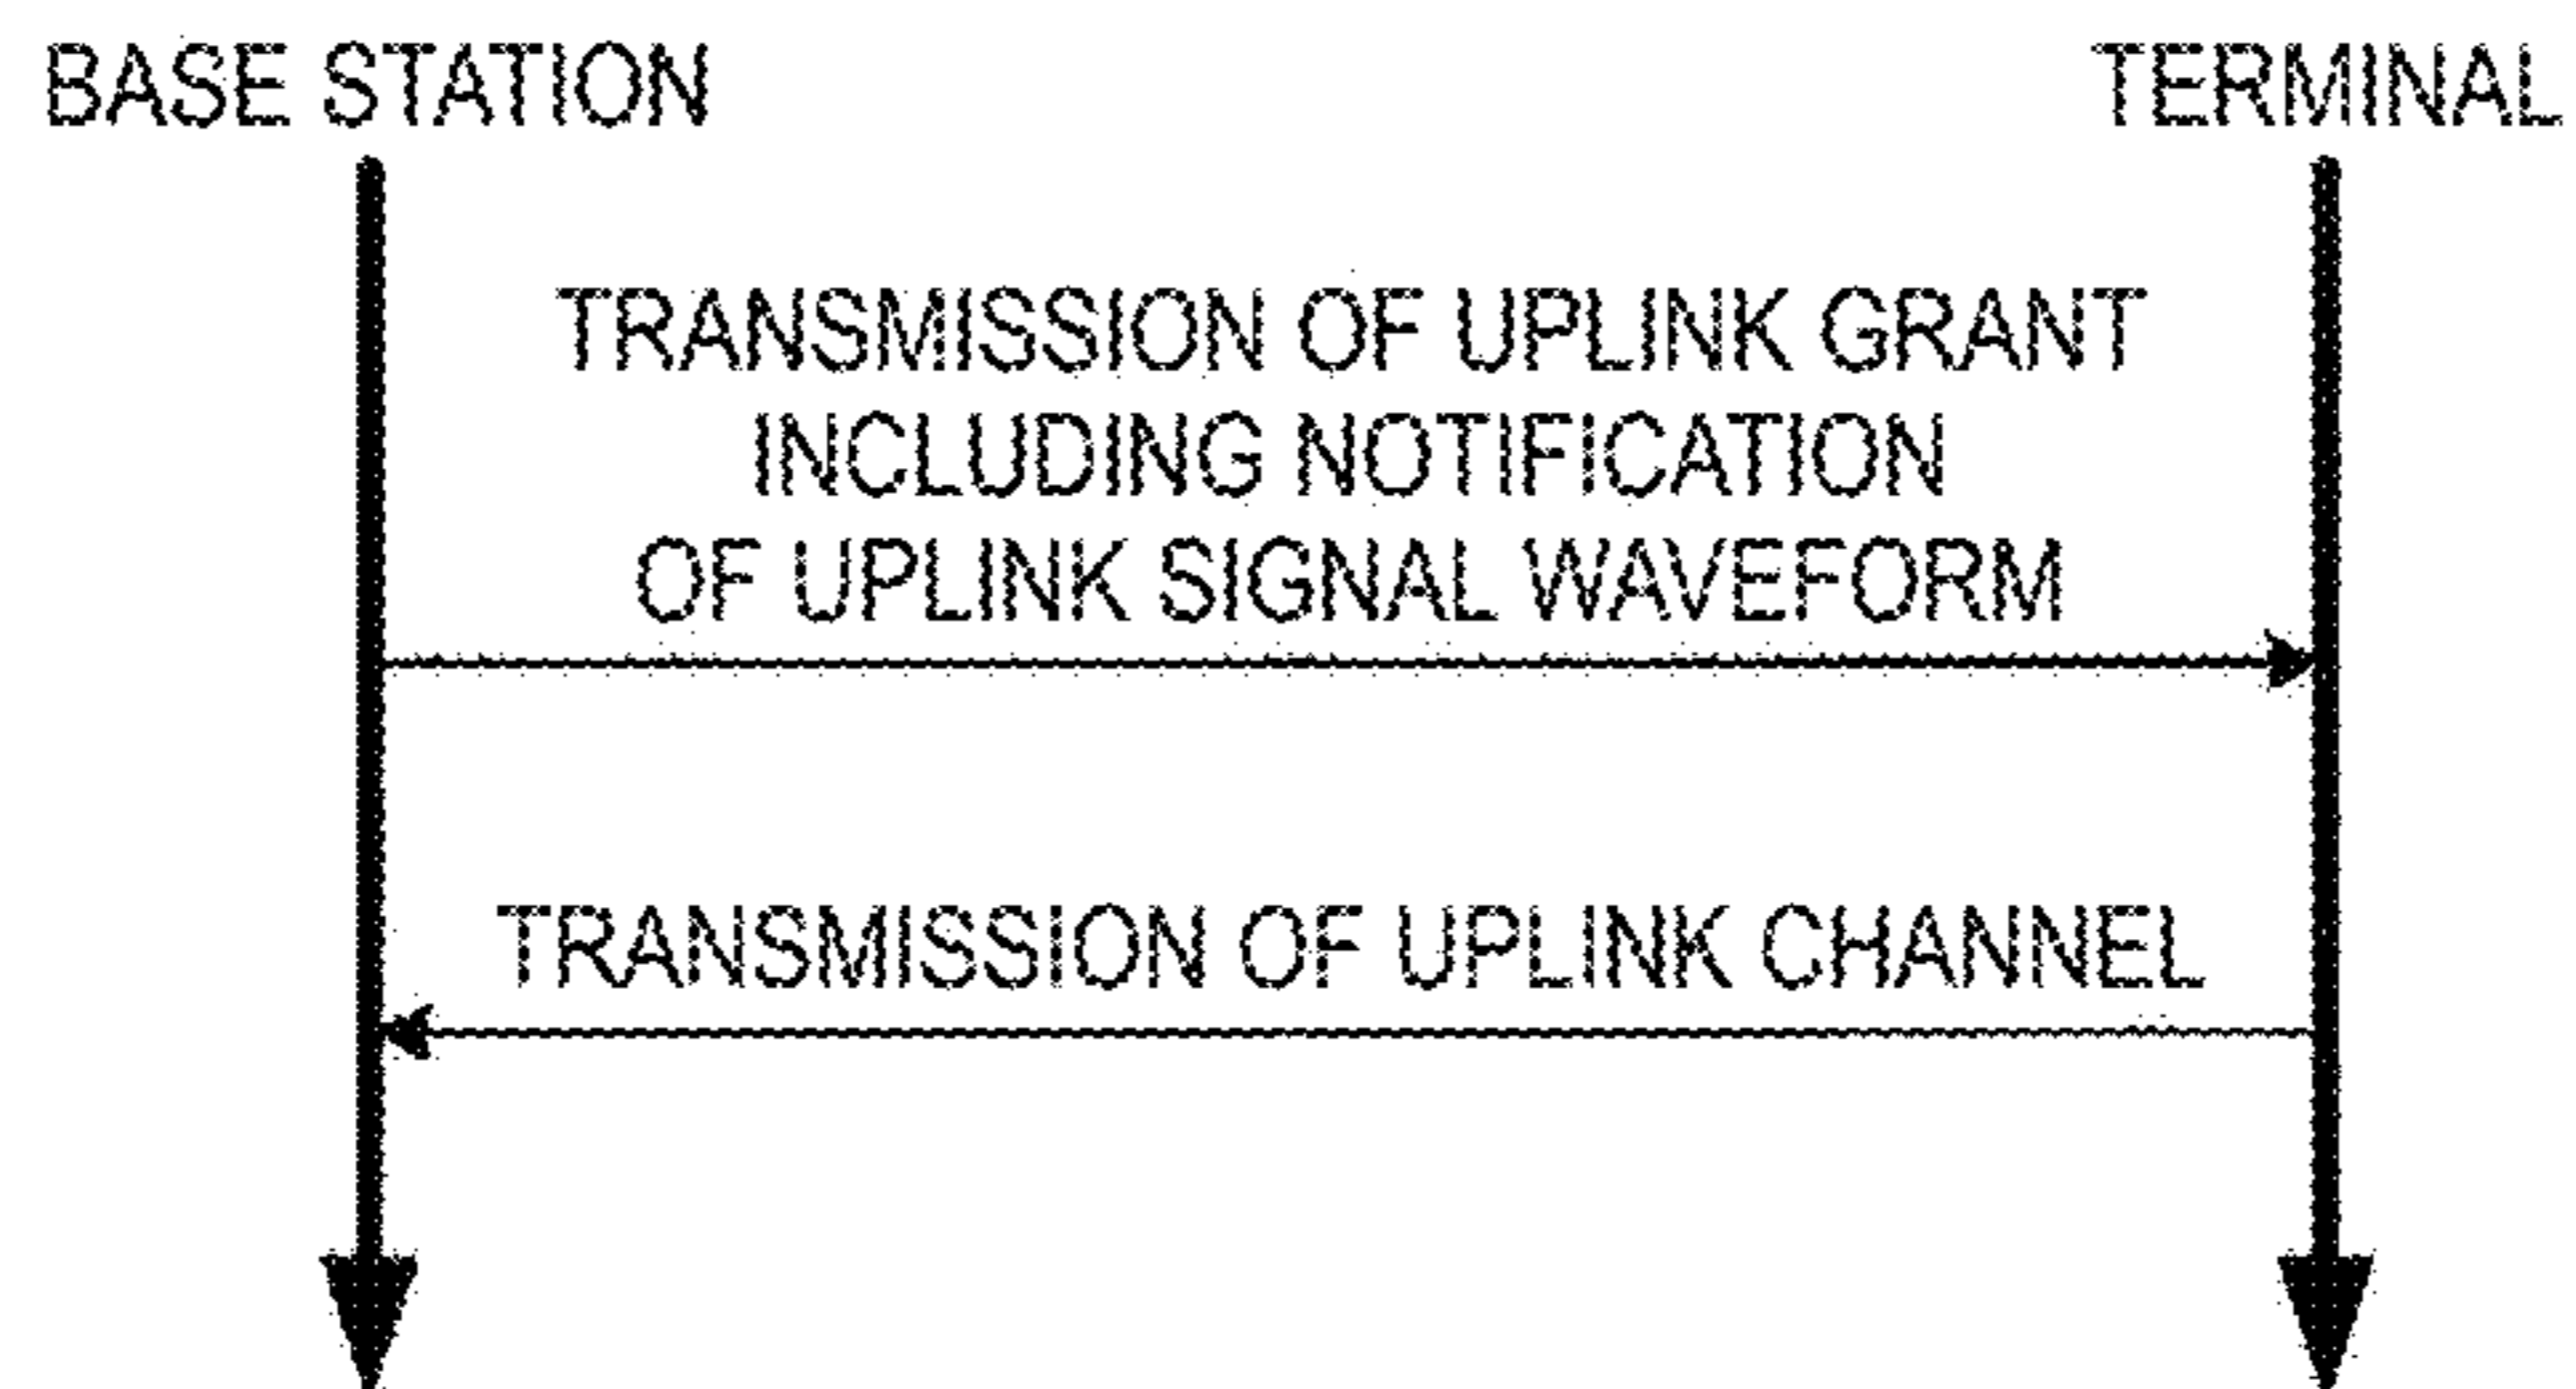 BASE STATION
TERMINAL
TRANSMISSION OF UPLINK GRANT
INCLUDING NOTIFICATION
OF UPLINK SIGNAL WAVEFORM
TRANSMISSION OF UPLINK CHANNEL